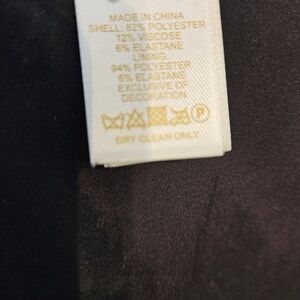 MADE IN CHINA
SHELL: 82% POLYESTER
12% VISCOSE
6% ELASTANE
LINING:
94% POLYESTER
6% ELASTANE
EXCLUSIVE OF
DECORATION
P
DRY CLEAN ONLY